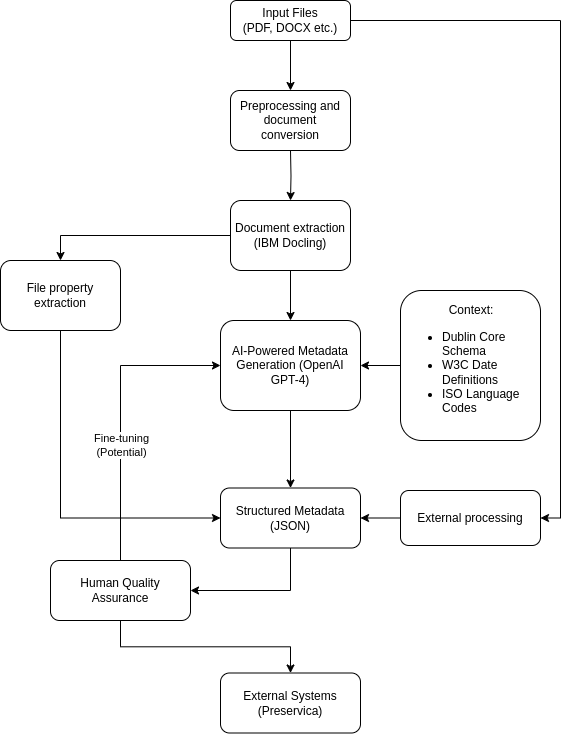 Input Files
(PDF, DOCX etc.)
Preprocessing and
document
conversion
Document extraction
(IBM Docling)
File property
extraction
AI-Powered Metadata
Generation (OpenAI
GPT-4)
Context:
Dublin Core
Schema
W3C Date
Definitions
ISO Language
Codes
Fine-tuning
(Potential)
Structured Metadata
(JSON)
External processing
Human Quality
Assurance
External Systems
(Preservica)